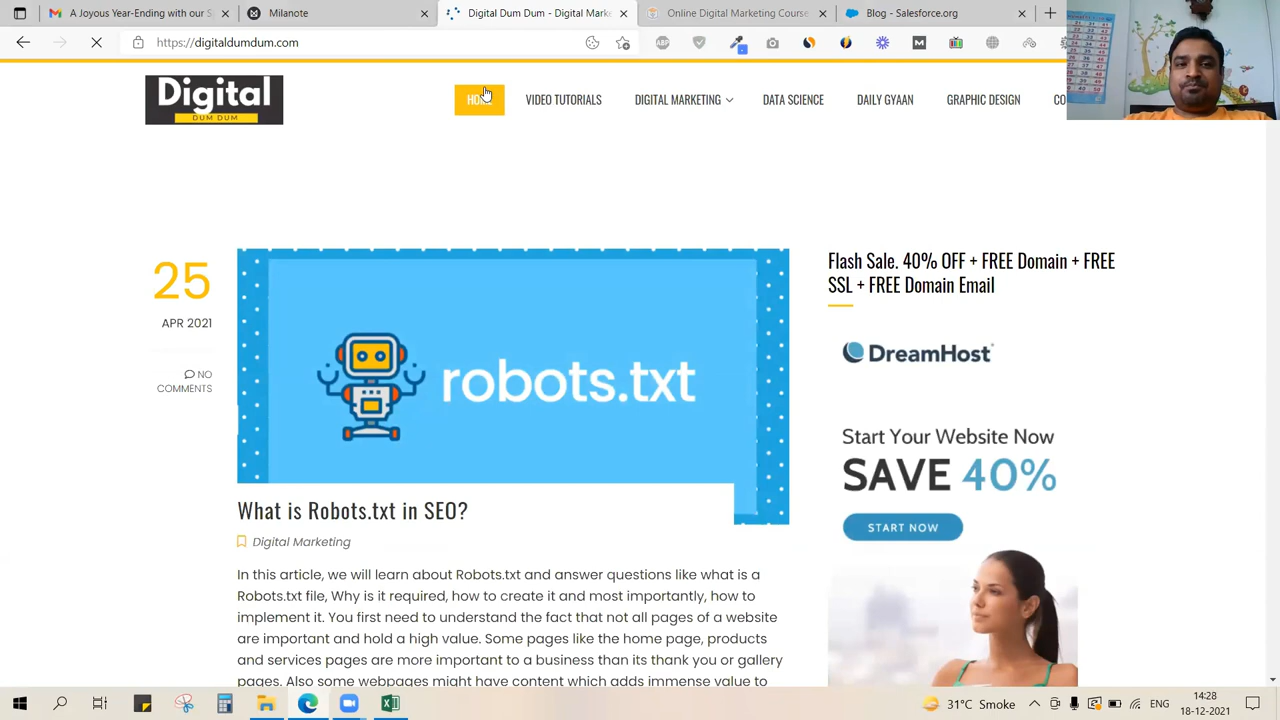 A Joyous Year-Ending with our S
Milanote
Digital Dum Dum - Digital Marke
Online Digital Marketing Course
Blog - Salesforce.org
https://digitaldumdum.com
ABP
M
Digital
DUM DUM
VIDEO TUTORIALS
DIGITAL MARKETING
DATA SCIENCE
DAILY GYAAN
GRAPHIC DESIGN
CO
25
APR 2021
NO
COMMENTS
robots.txt
What is Robots.txt in SEO?
Digital Marketing
In this article, we will learn about Robots.txt and answer questions like what is a
Robots.txt file, Why is it required, how to create it and most importantly, how to
implement it. You first need to understand the fact that not all pages of a website
are important and hold a high value. Some pages like the home page, products
and services pages are more important to a business than its thank you or gallery
pages. Also some webpages might have content which adds immense value to
Flash Sale. 40% OFF + FREE Domain + FREE
SSL + FREE Domain Email
DreamHost
Start Your Website Now
SAVE 40%
START NOW
31°C Smoke
ENG
14:28
18-12-2021